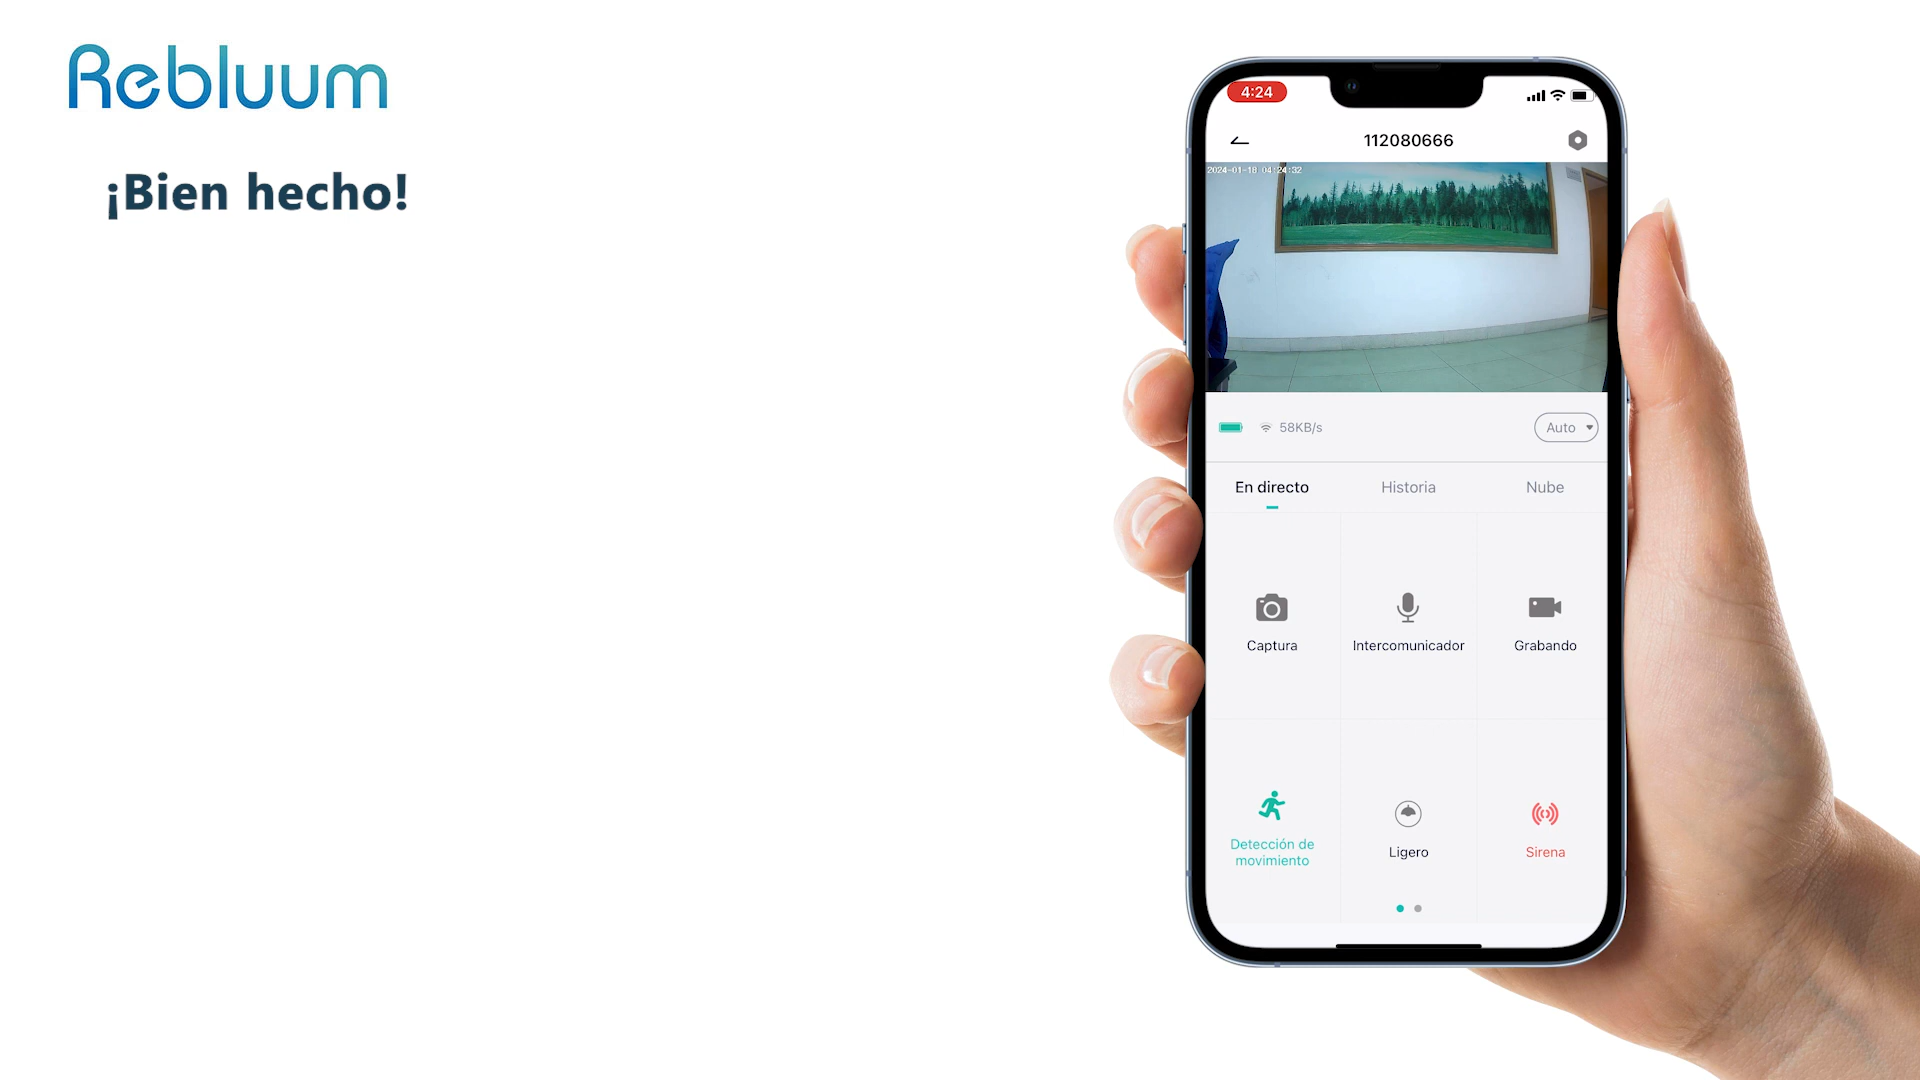 Rebluum
¡Bien hecho!
4:24
112080666
2024-01-18 04:24:32
58KB/s
Auto
En directo
Historia
Nube
Captura
Intercomunicador
Grabando
Detección de
movimiento
Ligero
Sirena